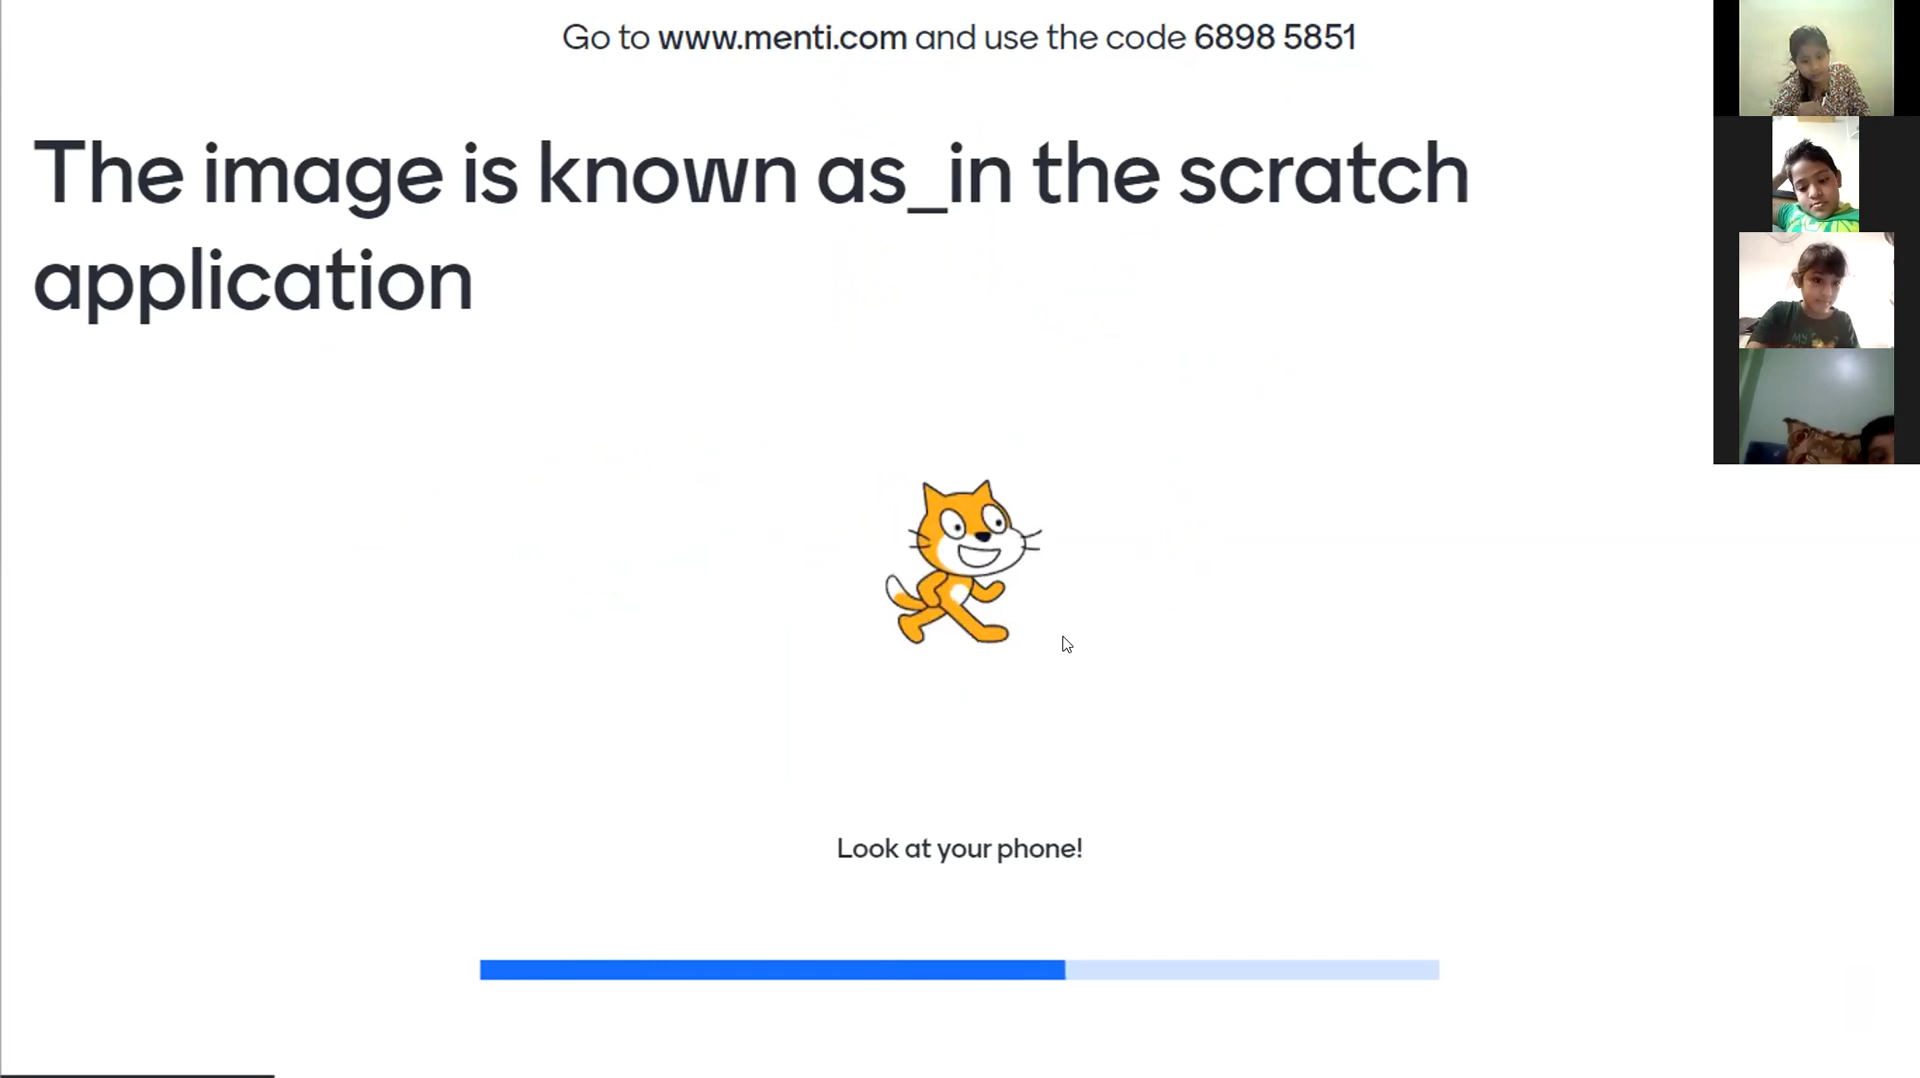 Go to www.menti.com and use the code 6898 5851
The image is known as_in the scratch
application
Look at your phone!
MY